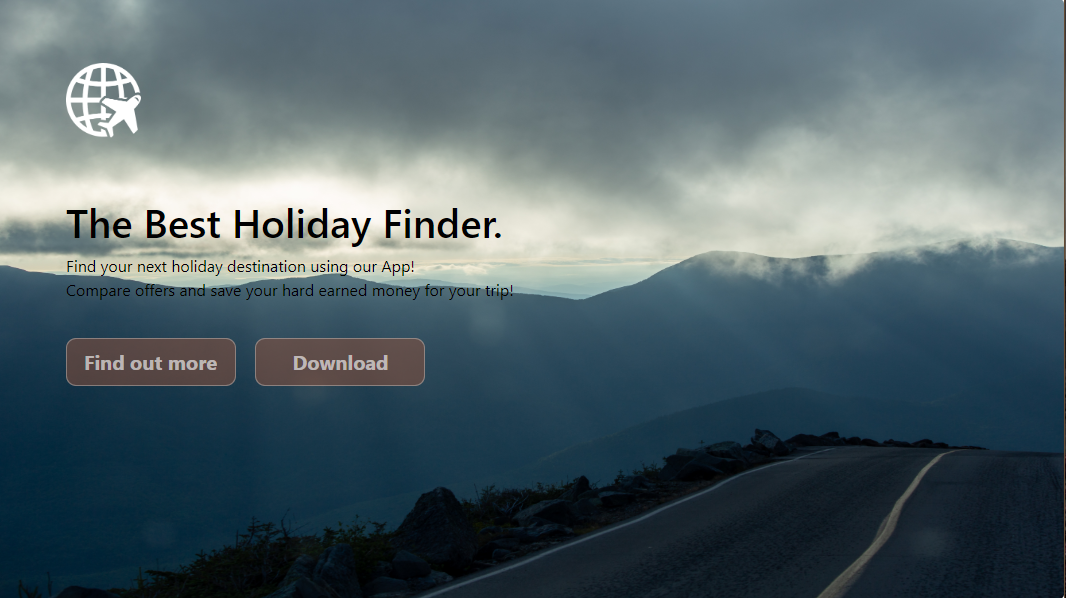 The Best Holiday Finder.
Find your next holiday destination using our App!
Compare offers and save your hard earned money for your trip!
Find out more
Download